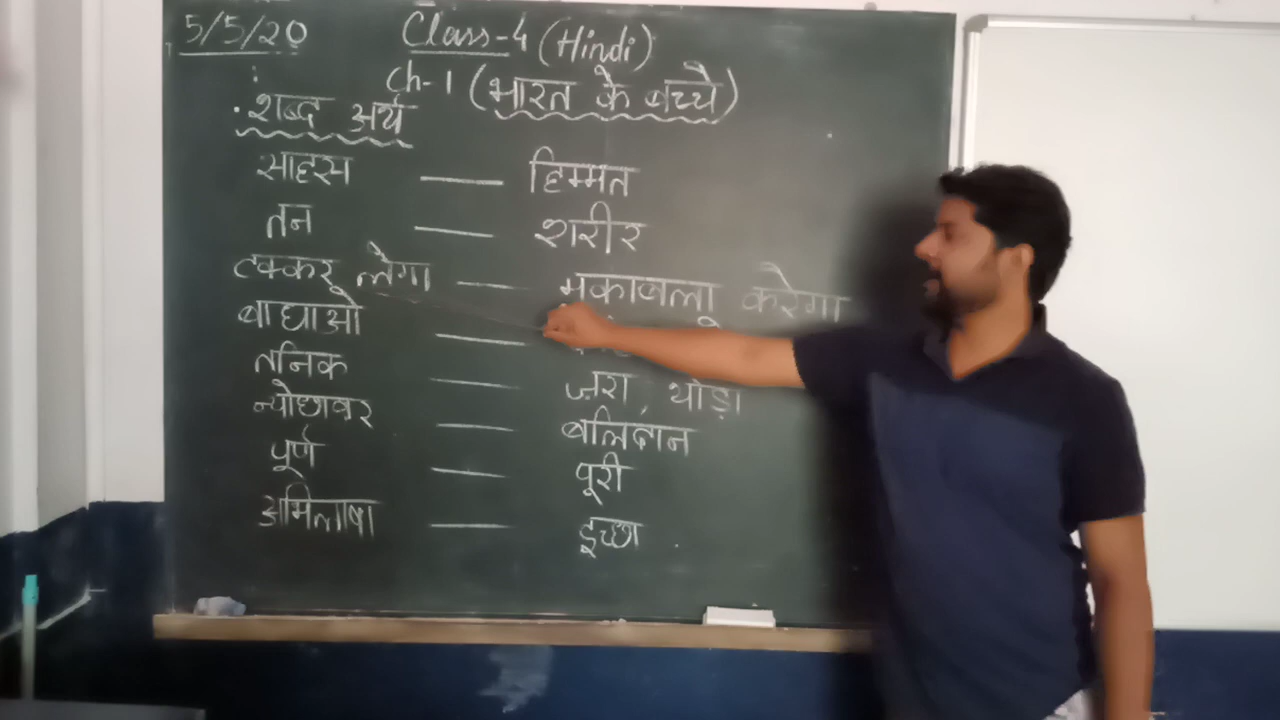 5/5/20 Class-4 (Hindi)
Ch-1 (भारत के बच्चे)
• शब्द अर्थ
साहस — हिम्मत
तन — शरीर
टक्कर लेगा — मुकाबला करेगा
बाधाओं —
तनिक — ज़रा, थोड़ा
न्योछावर — बलिदान
पूर्ण — पूरी
अभिलाषा — इच्छा .